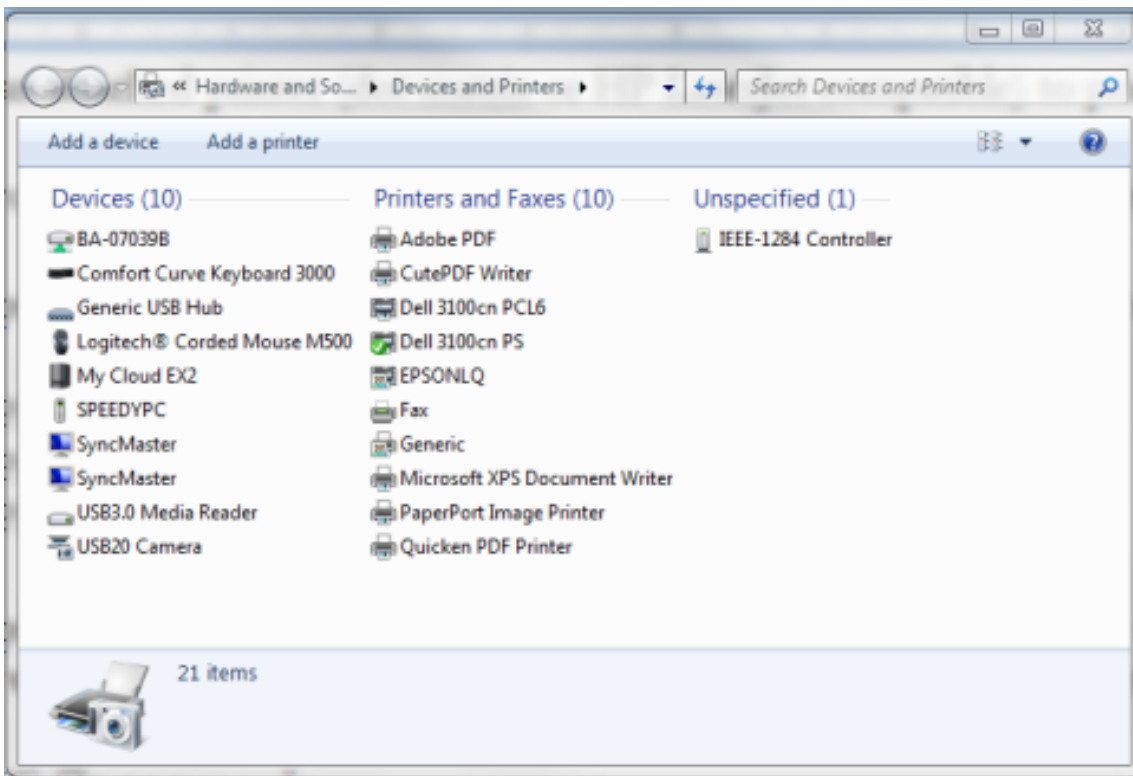 « Hardware and So... ▸ Devices and Printers ▸ Search Devices and Printers
Add a device Add a printer
Devices (10)
BA-07039B
Comfort Curve Keyboard 3000
Generic USB Hub
Logitech® Corded Mouse M500
My Cloud EX2
SPEEDYPC
SyncMaster
SyncMaster
USB3.0 Media Reader
USB20 Camera
Printers and Faxes (10)
Adobe PDF
CutePDF Writer
Dell 3100cn PCL6
Dell 3100cn PS
EPSONLQ
Fax
Generic
Microsoft XPS Document Writer
PaperPort Image Printer
Quicken PDF Printer
Unspecified (1)
IEEE-1284 Controller
21 items